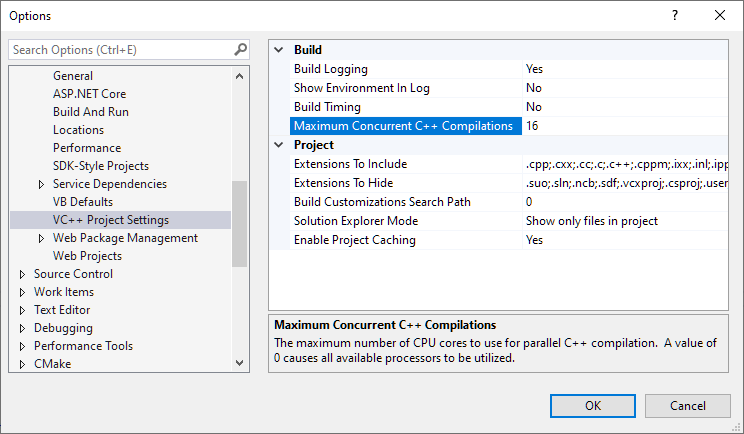 Options
Search Options (Ctrl+E)
General
ASP.NET Core
Build And Run
Locations
Performance
SDK-Style Projects
Service Dependencies
VB Defaults
VC++ Project Settings
Web Package Management
Web Projects
Source Control
Work Items
Text Editor
Debugging
Performance Tools
CMake
Build
Build Logging Yes
Show Environment In Log No
Build Timing No
Maximum Concurrent C++ Compilations 16
Project
Extensions To Include .cpp;.cxx;.cc;.c;.c++;.cppm;.ixx;.inl;.ipp
Extensions To Hide .suo;.sln;.ncb;.sdf;.vcxproj;.csproj;.user
Build Customizations Search Path 0
Solution Explorer Mode Show only files in project
Enable Project Caching Yes
Maximum Concurrent C++ Compilations
The maximum number of CPU cores to use for parallel C++ compilation. A value of
0 causes all available processors to be utilized.
OK Cancel